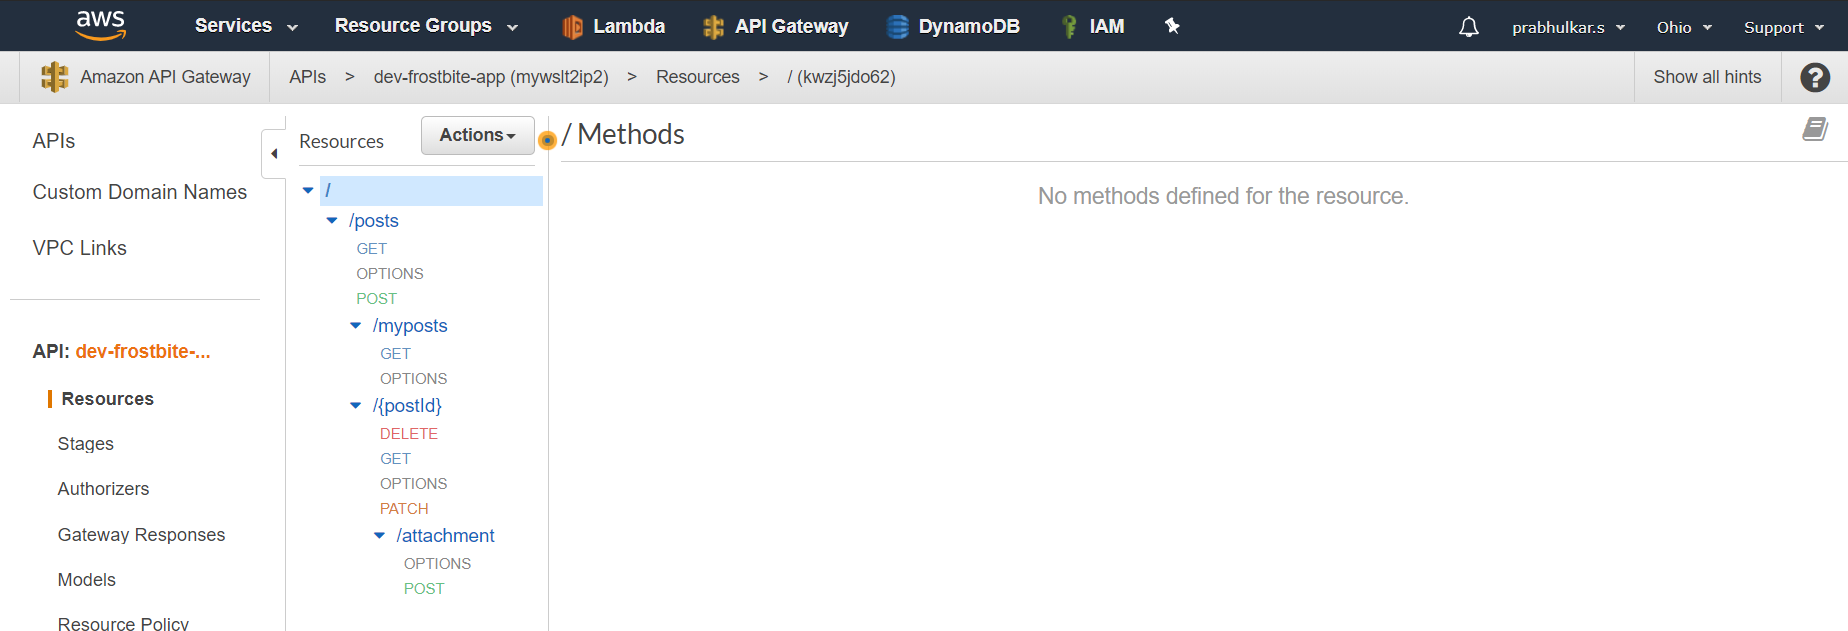 aws Services Resource Groups Lambda API Gateway DynamoDB IAM prabhulkar.s Ohio Support
Amazon API Gateway APIs > dev-frostbite-app (mywslt2ip2) > Resources > / (kwzj5jdo62) Show all hints ?
APIs
Custom Domain Names
VPC Links
API: dev-frostbite-...
Resources
Stages
Authorizers
Gateway Responses
Models
Resource Policy
Resources Actions
/
/posts
GET
OPTIONS
POST
/myposts
GET
OPTIONS
/{postId}
DELETE
GET
OPTIONS
PATCH
/attachment
OPTIONS
POST
/ Methods
No methods defined for the resource.